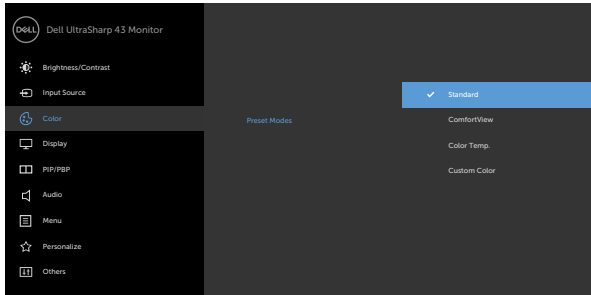 DELL
Dell UltraSharp 43 Monitor
Brightness/Contrast
Input Source
Color
Display
PIP/PBP
Audio
Menu
Personalize
Others
Preset Modes
Standard
ComfortView
Color Temp.
Custom Color